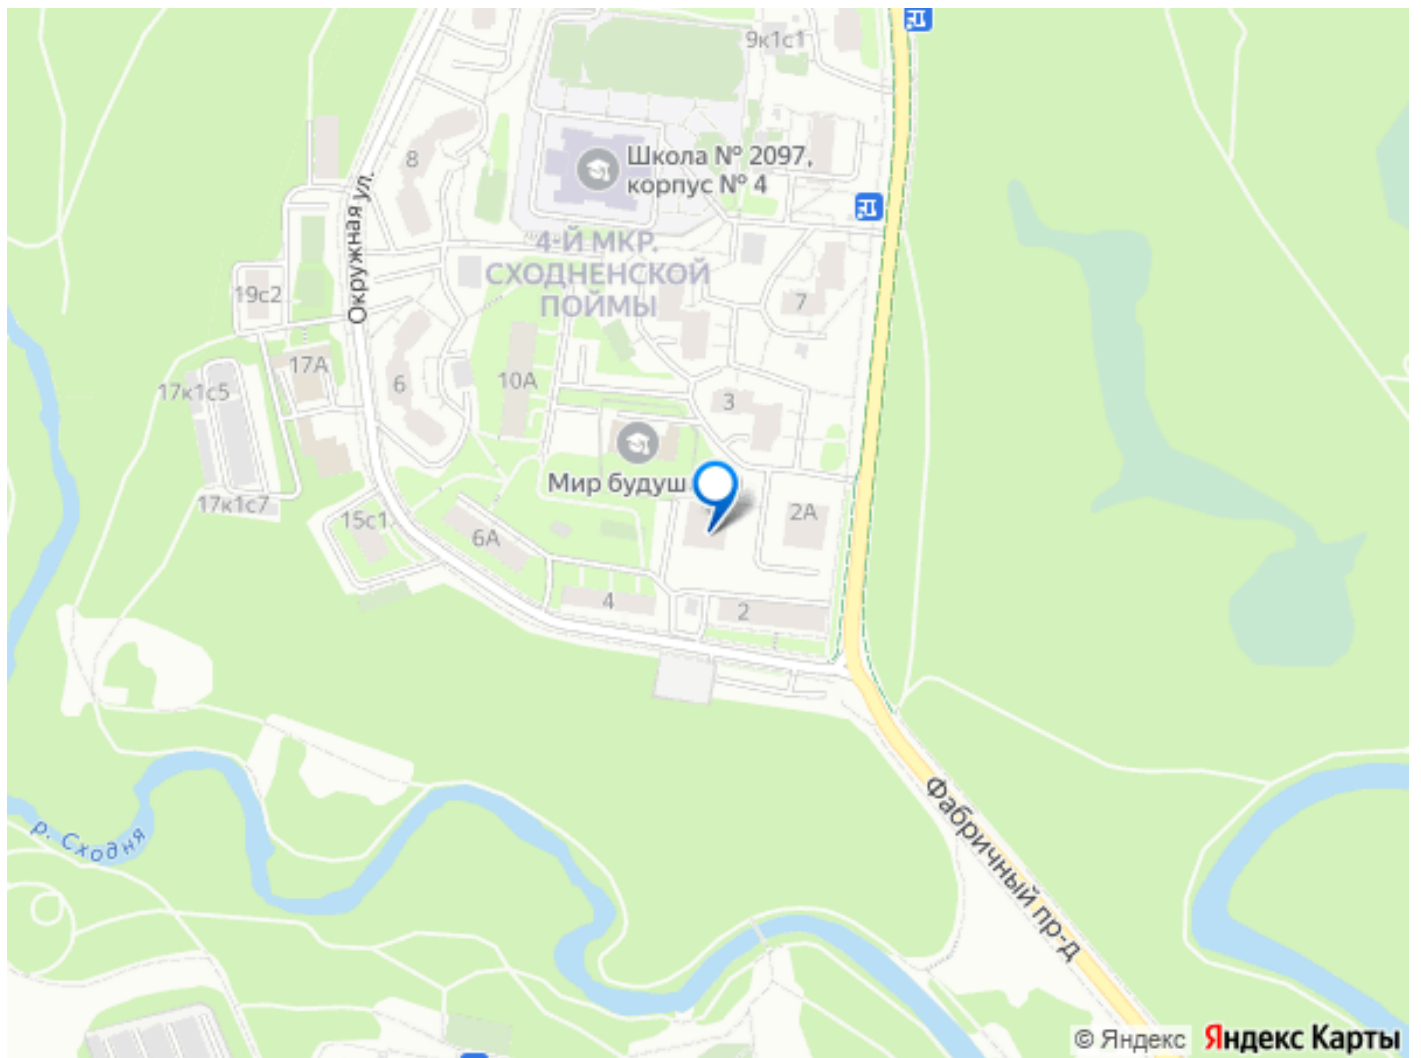 9к1с1
8
Школа № 2097,
корпус № 4
Окружная ул.
4-Й МКР.
СХОДНЕНСКОЙ
ПОЙМЫ
19с2
7
17А
17к1с5
6
10А
3
Мир будущ
17к1с7
15с1
6А
2А
4
2
Фабричный пр-д
р. Сходня
© Яндекс
Яндекс Карты